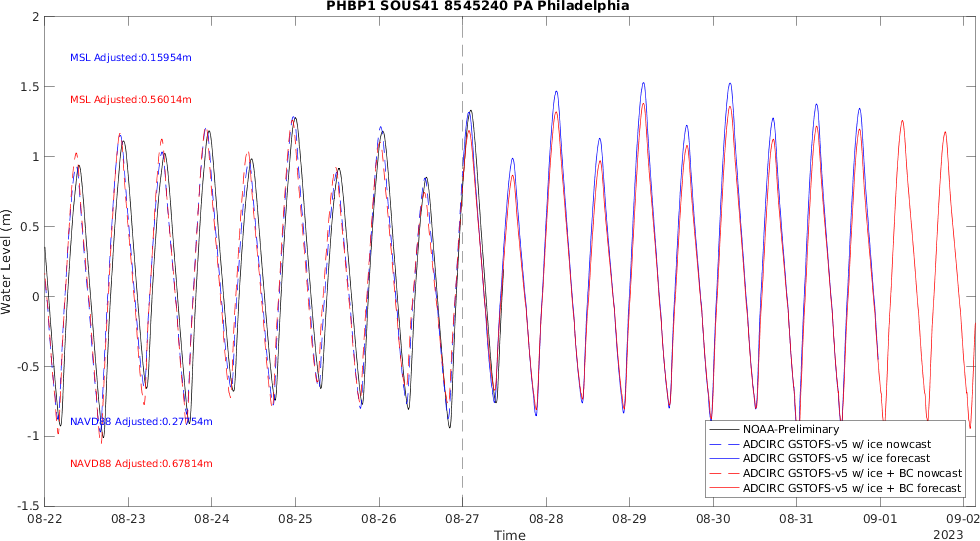 PHBP1 SOUS41 8545240 PA Philadelphia
2
MSL Adjusted:0.15954m
1.5
MSL Adjusted:0.56014m
1
0.5
Water Level (m)
0
-0.5
NAVD88 Adjusted:0.27754m
-1
NAVD88 Adjusted:0.67814m
-1.5
NOAA-Preliminary
ADCIRC GSTOFS-v5 w/ ice nowcast
ADCIRC GSTOFS-v5 w/ ice forecast
ADCIRC GSTOFS-v5 w/ ice + BC nowcast
ADCIRC GSTOFS-v5 w/ ice + BC forecast
08-22 08-23 08-24 08-25 08-26 08-27 08-28 08-29 08-30 08-31 09-01 09-02
Time
2023